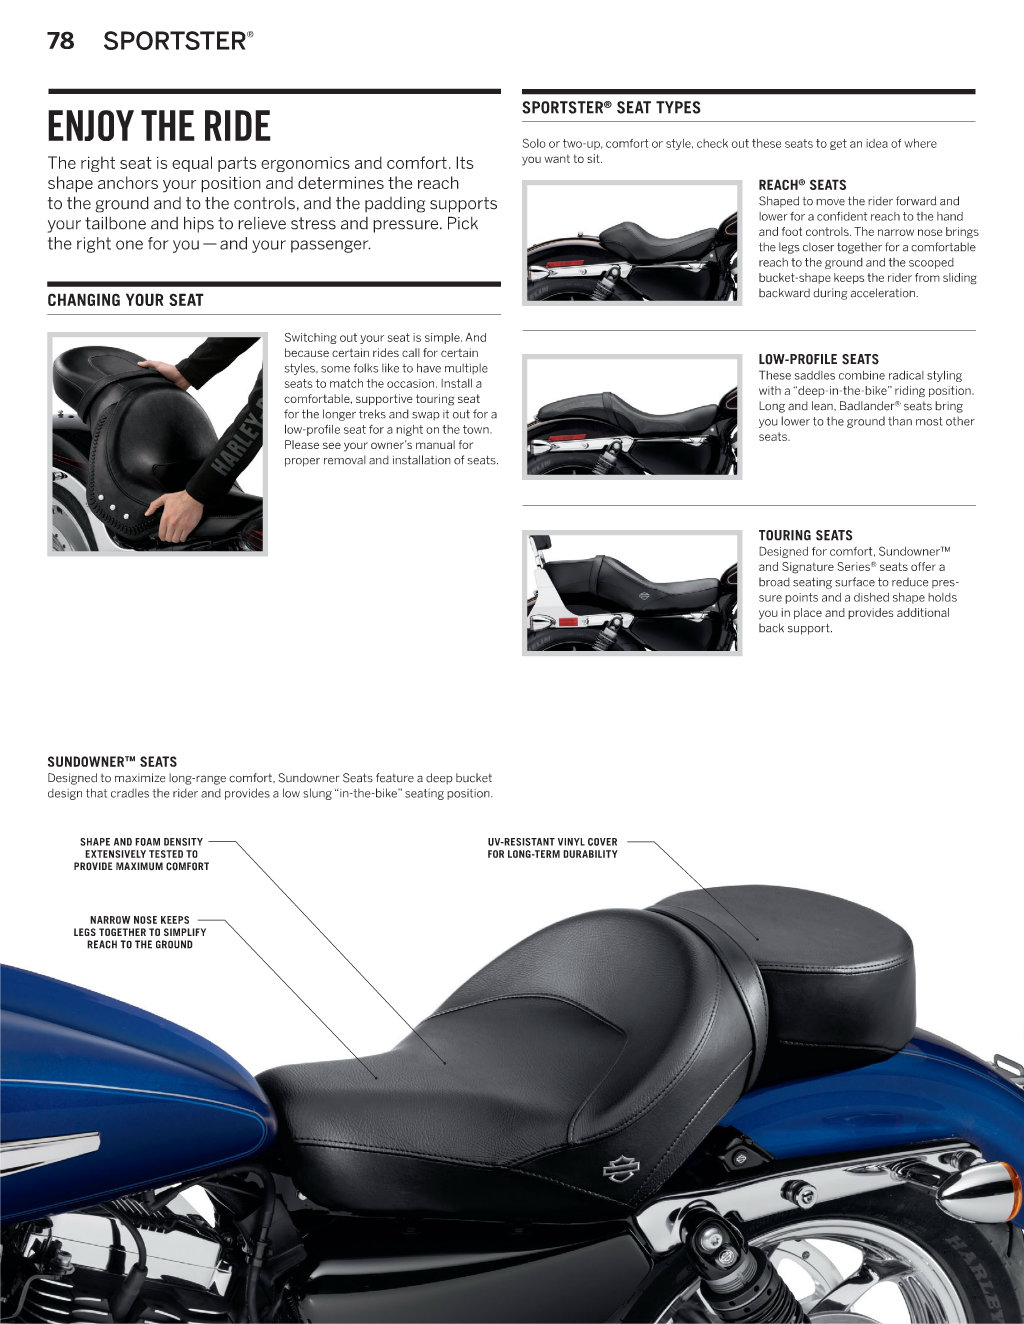 78 SPORTSTER®
ENJOY THE RIDE
The right seat is equal parts ergonomics and comfort. Its
shape anchors your position and determines the reach
to the ground and to the controls, and the padding supports
your tailbone and hips to relieve stress and pressure. Pick
the right one for you — and your passenger.
CHANGING YOUR SEAT
Switching out your seat is simple. And
because certain rides call for certain
styles, some folks like to have multiple
seats to match the occasion. Install a
comfortable, supportive touring seat
for the longer treks and swap it out for a
low-profile seat for a night on the town.
Please see your owner's manual for
proper removal and installation of seats.
HARLEY
SPORTSTER® SEAT TYPES
Solo or two-up, comfort or style, check out these seats to get an idea of where
you want to sit.
REACH® SEATS
Shaped to move the rider forward and
lower for a confident reach to the hand
and foot controls. The narrow nose brings
the legs closer together for a comfortable
reach to the ground and the scooped
bucket-shape keeps the rider from sliding
backward during acceleration.
LOW-PROFILE SEATS
These saddles combine radical styling
with a “deep-in-the-bike” riding position.
Long and lean, Badlander® seats bring
you lower to the ground than most other
seats.
TOURING SEATS
Designed for comfort, Sundowner™
and Signature Series® seats offer a
broad seating surface to reduce pres-
sure points and a dished shape holds
you in place and provides additional
back support.
SUNDOWNER™ SEATS
Designed to maximize long-range comfort, Sundowner Seats feature a deep bucket
design that cradles the rider and provides a low slung “in-the-bike” seating position.
SHAPE AND FOAM DENSITY
EXTENSIVELY TESTED TO
PROVIDE MAXIMUM COMFORT
NARROW NOSE KEEPS
LEGS TOGETHER TO SIMPLIFY
REACH TO THE GROUND
UV-RESISTANT VINYL COVER
FOR LONG-TERM DURABILITY
HARLEY